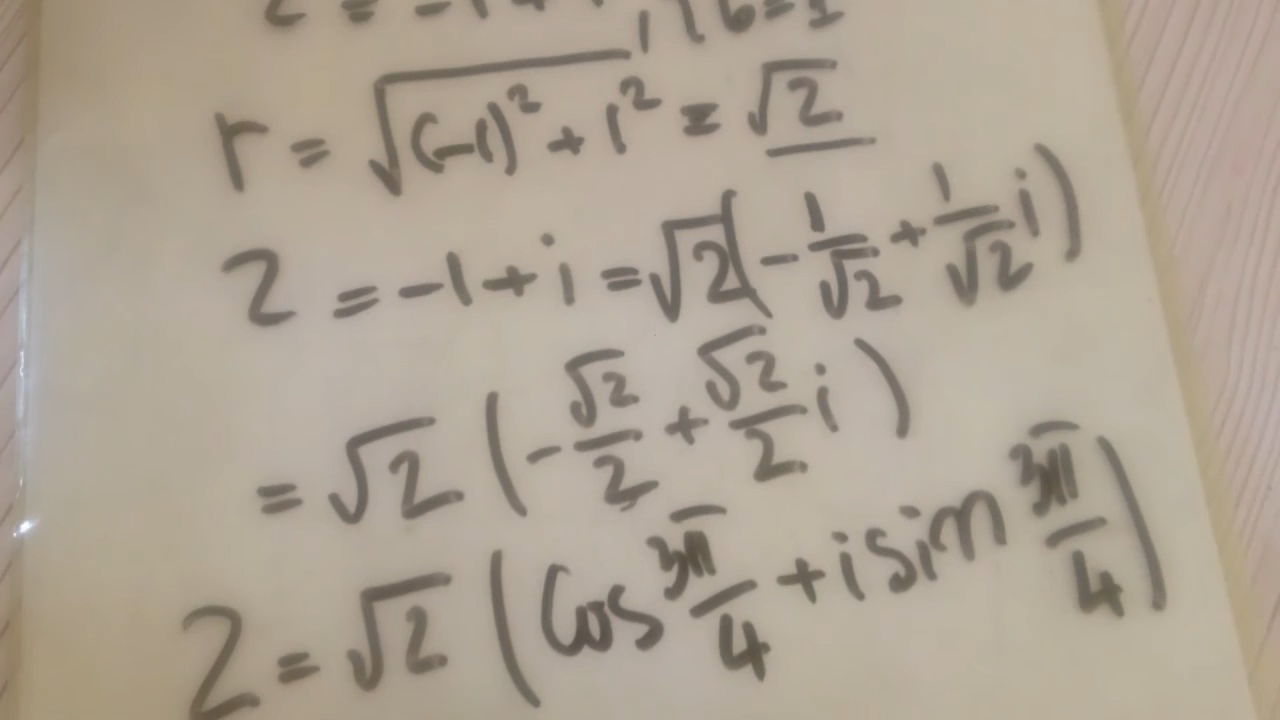 b=1
r = √((-1)² + 1²) = √2
z = -1 + i = √2(-1/√2 + 1/√2 i)
= √2 (-√2/2 + √2/2 i)
z = √2 (cos 3π/4 + i sin 3π/4)